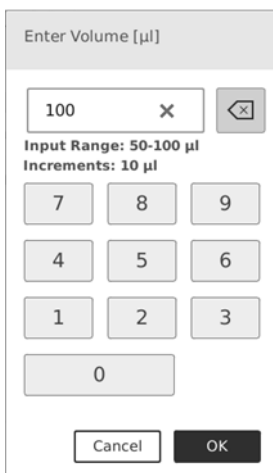 Enter Volume [µl]
100
Input Range: 50-100 µl
Increments: 10 µl
7 8 9
4 5 6
1 2 3
0
Cancel OK